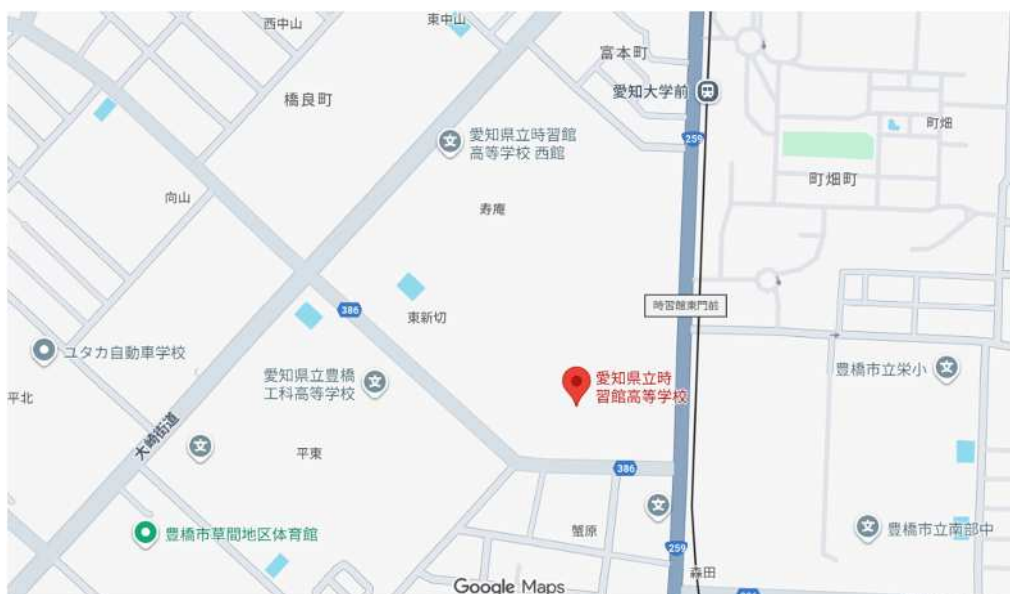 西中山
東中山
富本町
愛知大学前
橋良町
259
町畑
愛知県立時習館
高等学校 西館
町畑町
向山
寿庵
386
東新切
時習館東門前
ユタカ自動車学校
愛知県立豊橋
工科高等学校
愛知県立時
習館高等学校
豊橋市立栄小
平北
大崎街道
平東
386
豊橋市草間地区体育館
蟹原
259
豊橋市立南部中
森田
Google Maps